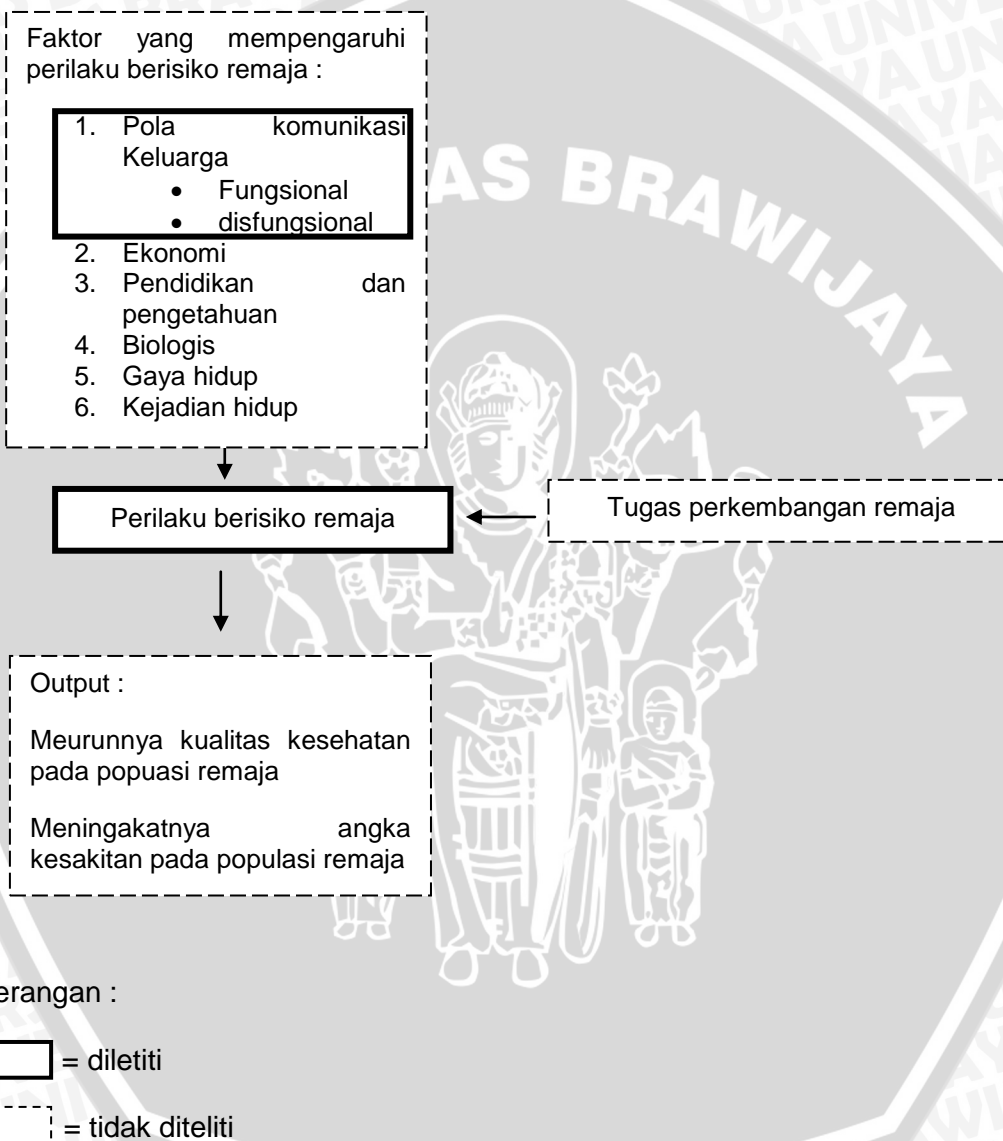 Faktor yang mempengaruhi
perilaku berisiko remaja :
1. Pola komunikasi
Keluarga
• Fungsional
• disfungsional
2. Ekonomi
3. Pendidikan dan
pengetahuan
4. Biologis
5. Gaya hidup
6. Kejadian hidup
Perilaku berisiko remaja
Tugas perkembangan remaja
Output :
Meurunnya kualitas kesehatan
pada popuasi remaja
Meningakatnya angka
kesakitan pada populasi remaja
erangan :
= diletiti
= tidak diteliti
AS BRAWIJAYA